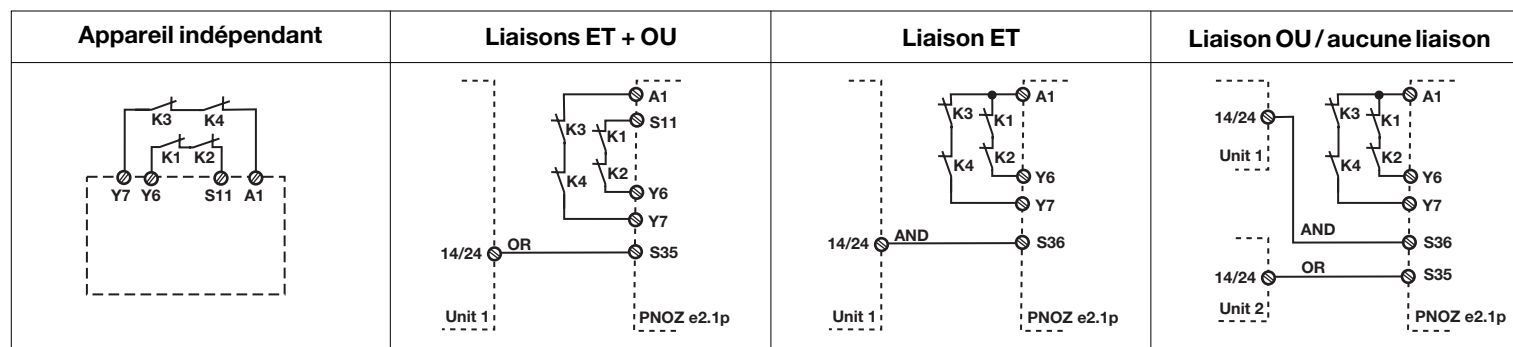 Appareil indépendant
Liaisons ET + OU
Liaison ET
Liaison OU / aucune liaison
K3 K4
K1 K2
Y7 Y6 S11 A1
A1
S11
K3 K1
K4 K2
Y6
Y7
14/24 OR S35
Unit 1 PNOZ e2.1p
A1
K3 K1
K4 K2
Y6
Y7
14/24 AND S36
Unit 1 PNOZ e2.1p
A1
14/24 K3 K1
Unit 1 K4 K2
Y6
Y7
AND S36
14/24 OR S35
Unit 2 PNOZ e2.1p